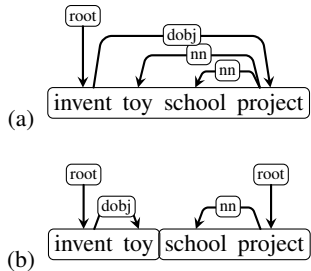 root
dobj
nn
nn
(a) invent toy school project
root root
dobj nn
(b) invent toy school project